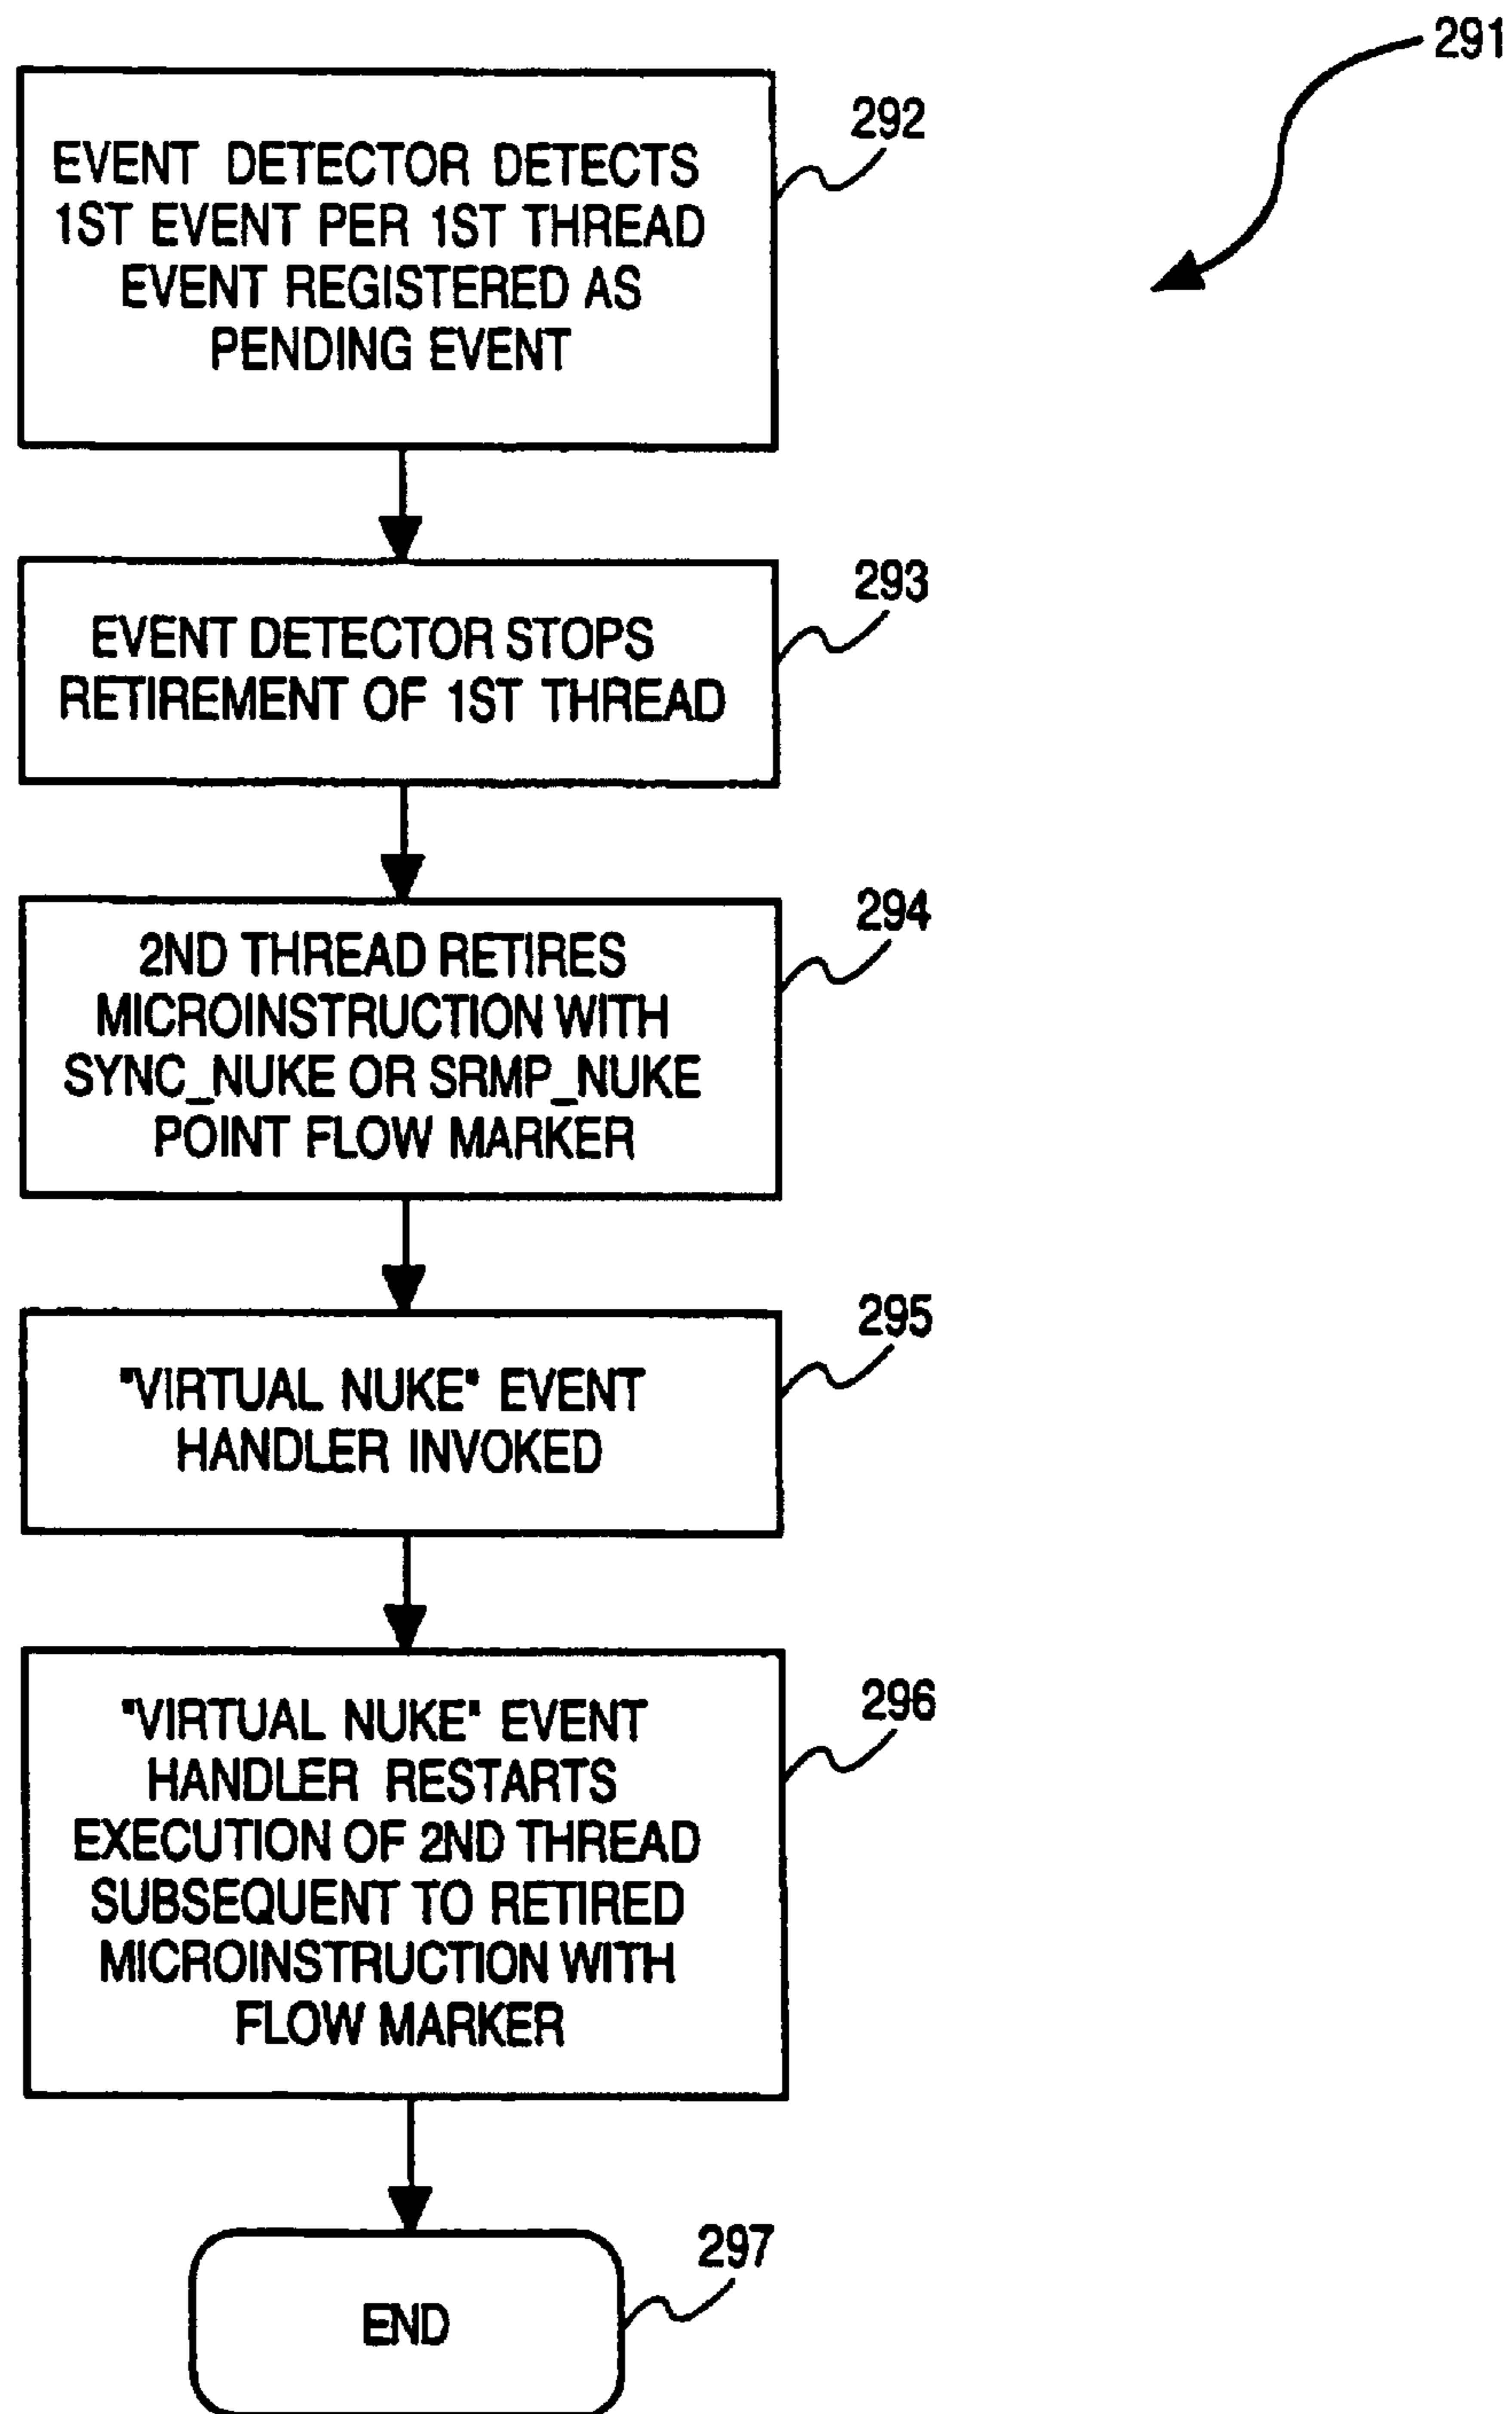 291
292
EVENT DETECTOR DETECTS
1ST EVENT PER 1ST THREAD
EVENT REGISTERED AS
PENDING EVENT
293
EVENT DETECTOR STOPS
RETIREMENT OF 1ST THREAD
294
2ND THREAD RETIRES
MICROINSTRUCTION WITH
SYNC_NUKE OR SRMP_NUKE
POINT FLOW MARKER
295
"VIRTUAL NUKE" EVENT
HANDLER INVOKED
296
"VIRTUAL NUKE" EVENT
HANDLER RESTARTS
EXECUTION OF 2ND THREAD
SUBSEQUENT TO RETIRED
MICROINSTRUCTION WITH
FLOW MARKER
297
END